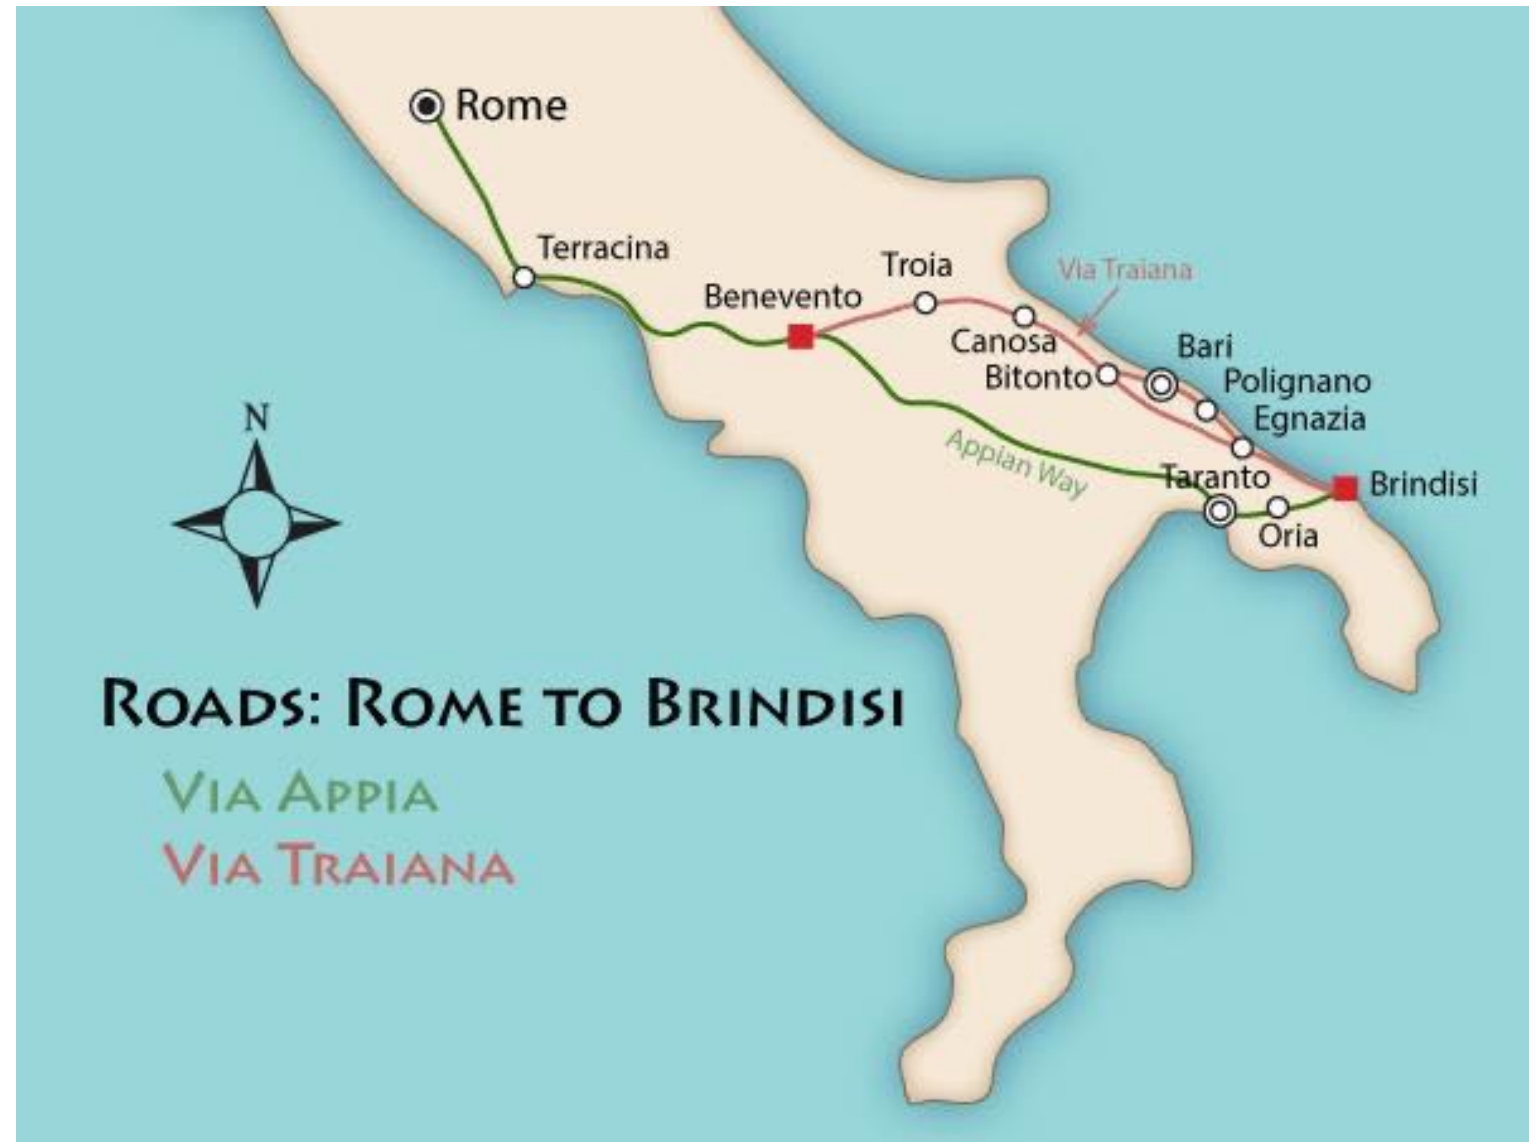 Rome
Terracina
Troia
Via Traiana
Benevento
Canosa
Bari
Bitonto
Polignano
Egnazia
Appian Way
Taranto
Brindisi
Oria
N
Roads: Rome to Brindisi
Via Appia
Via Traiana